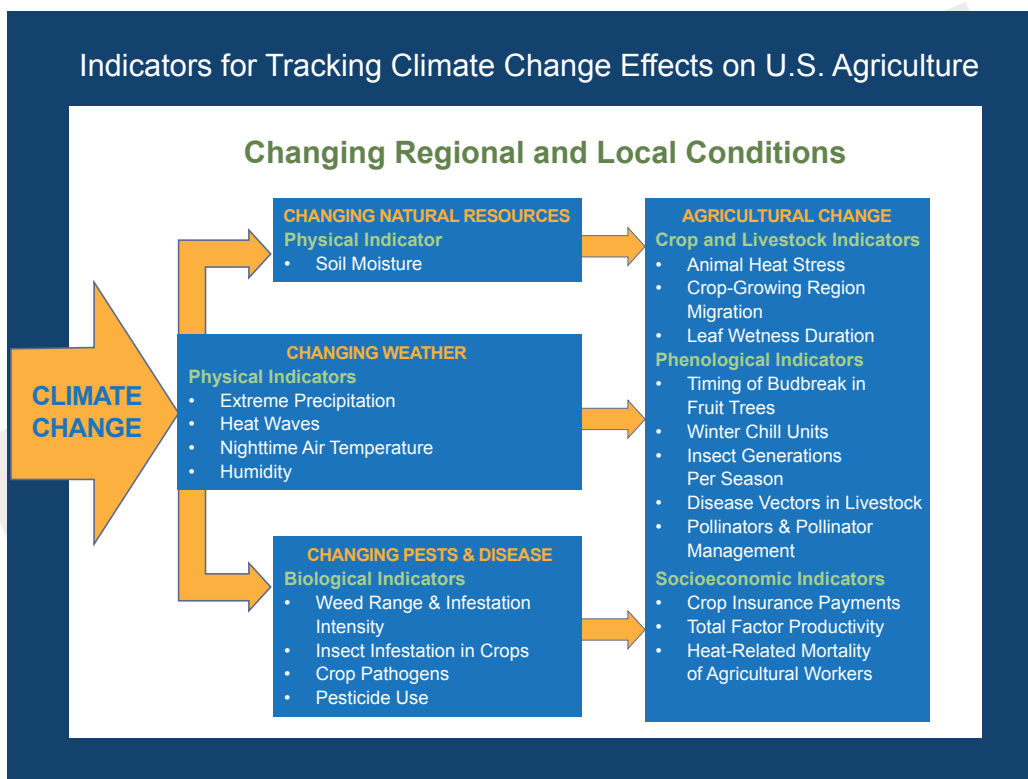 Indicators for Tracking Climate Change Effects on U.S. Agriculture
Changing Regional and Local Conditions
CLIMATE
CHANGE
CHANGING NATURAL RESOURCES
Physical Indicator
• Soil Moisture
CHANGING WEATHER
Physical Indicators
• Extreme Precipitation
• Heat Waves
• Nighttime Air Temperature
• Humidity
CHANGING PESTS & DISEASE
Biological Indicators
• Weed Range & Infestation
Intensity
• Insect Infestation in Crops
• Crop Pathogens
• Pesticide Use
AGRICULTURAL CHANGE
Crop and Livestock Indicators
• Animal Heat Stress
• Crop-Growing Region
Migration
• Leaf Wetness Duration
Phenological Indicators
• Timing of Budbreak in
Fruit Trees
• Winter Chill Units
• Insect Generations
Per Season
• Disease Vectors in Livestock
• Pollinators & Pollinator
Management
Socioeconomic Indicators
• Crop Insurance Payments
• Total Factor Productivity
• Heat-Related Mortality
of Agricultural Workers